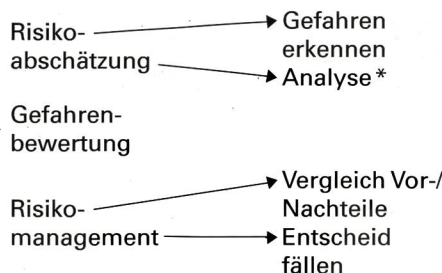 Risiko-
abschätzung
Gefahren
erkennen
Analyse*
Gefahren-
bewertung
Risiko-
management
Vergleich Vor-/
Nachteile
Entscheid
fällen